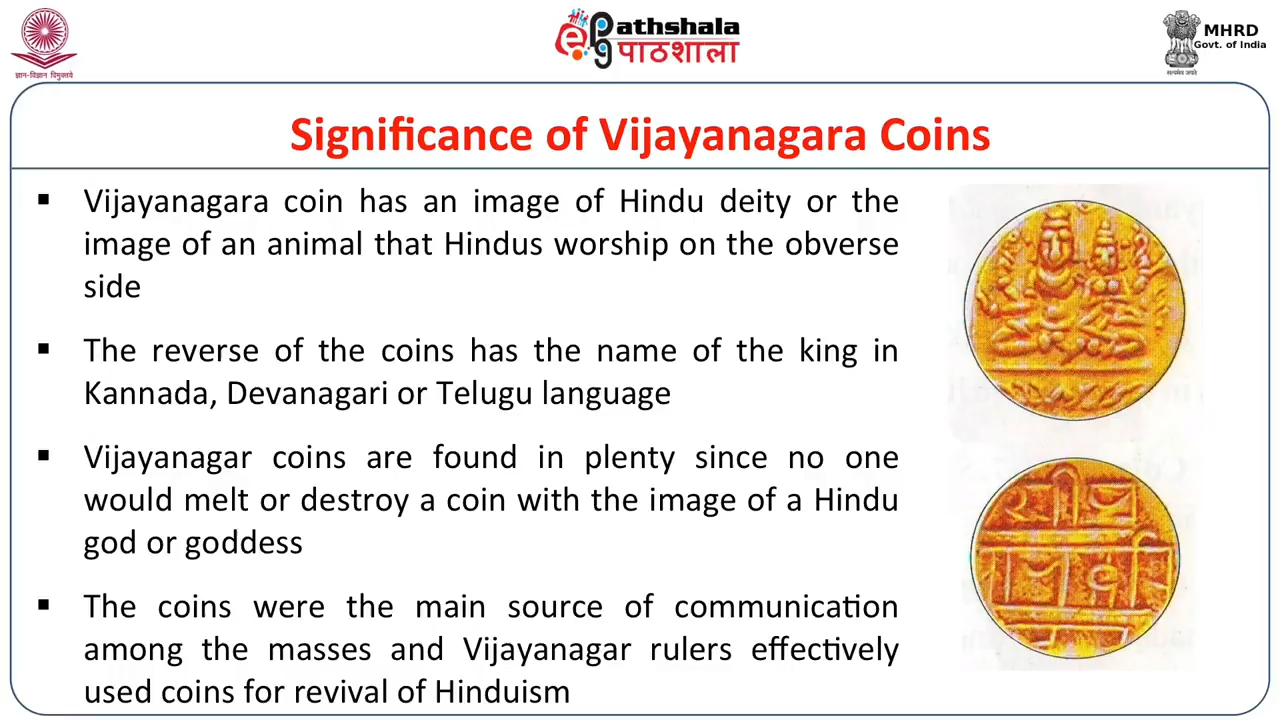 ज्ञान-विज्ञान विमुक्तये
ePathshala
पाठशाला
सत्यमेव जयते
MHRD
Govt. of India
Significance of Vijayanagara Coins
▪ Vijayanagara coin has an image of Hindu deity or the
image of an animal that Hindus worship on the obverse
side
▪ The reverse of the coins has the name of the king in
Kannada, Devanagari or Telugu language
▪ Vijayanagar coins are found in plenty since no one
would melt or destroy a coin with the image of a Hindu
god or goddess
▪ The coins were the main source of communication
among the masses and Vijayanagar rulers effectively
used coins for revival of Hinduism